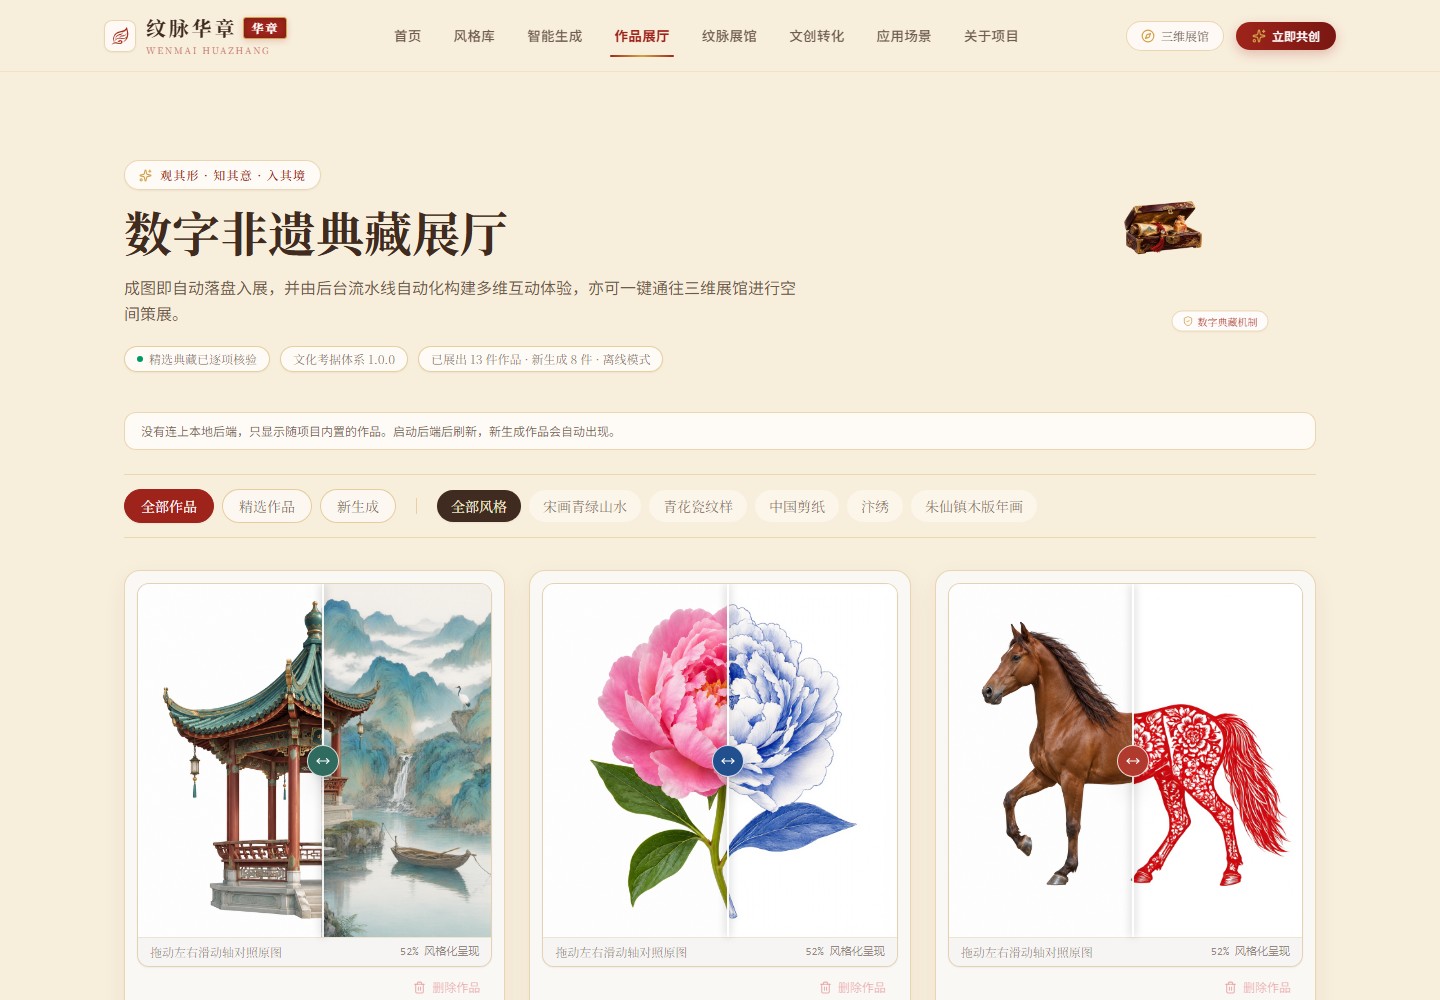 纹脉华章 华章
WENMAI HUAZHANG
首页 风格库 智能生成 作品展厅 纹脉展馆 文创转化 应用场景 关于项目
三维展馆 立即共创
观其形 · 知其意 · 入其境
数字非遗典藏展厅
成图即自动落盘入展，并由后台流水线自动化构建多维互动体验，亦可一键通往三维展馆进行空
间策展。
数字典藏机制
精选典藏已逐项核验 文化考据体系 1.0.0 已展出 13 件作品 · 新生成 8 件 · 离线模式
没有连上本地后端，只显示随项目内置的作品。启动后端后刷新，新生成作品会自动出现。
全部作品 精选作品 新生成 全部风格 宋画青绿山水 青花瓷纹样 中国剪纸 汴绣 朱仙镇木版年画
拖动左右滑动轴对照原图 52% 风格化呈现
拖动左右滑动轴对照原图 52% 风格化呈现
拖动左右滑动轴对照原图 52% 风格化呈现
删除作品 删除作品 删除作品